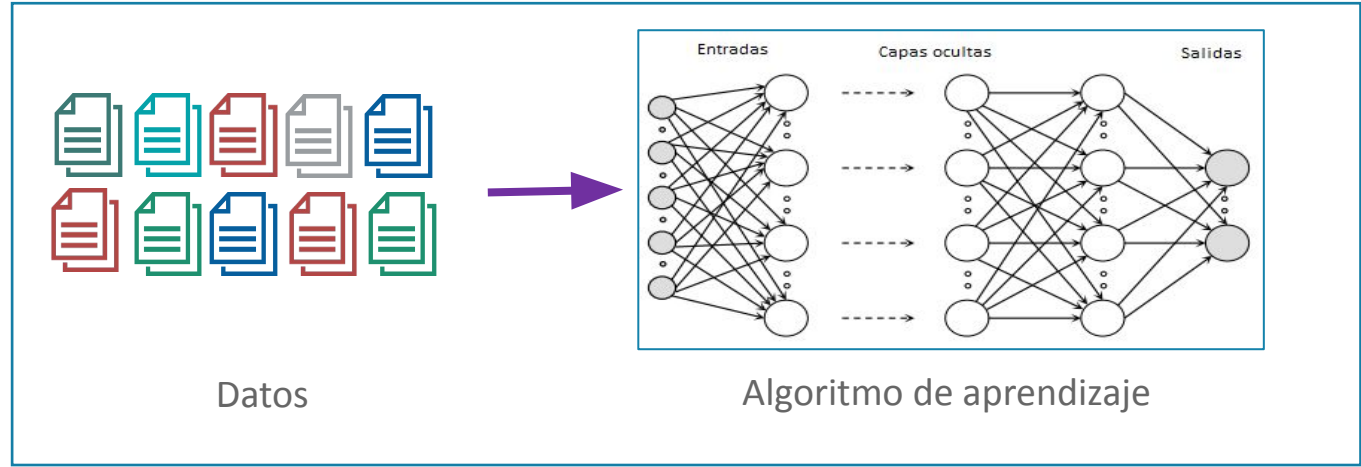 Entradas
Capas ocultas
Salidas
Datos
Algoritmo de aprendizaje